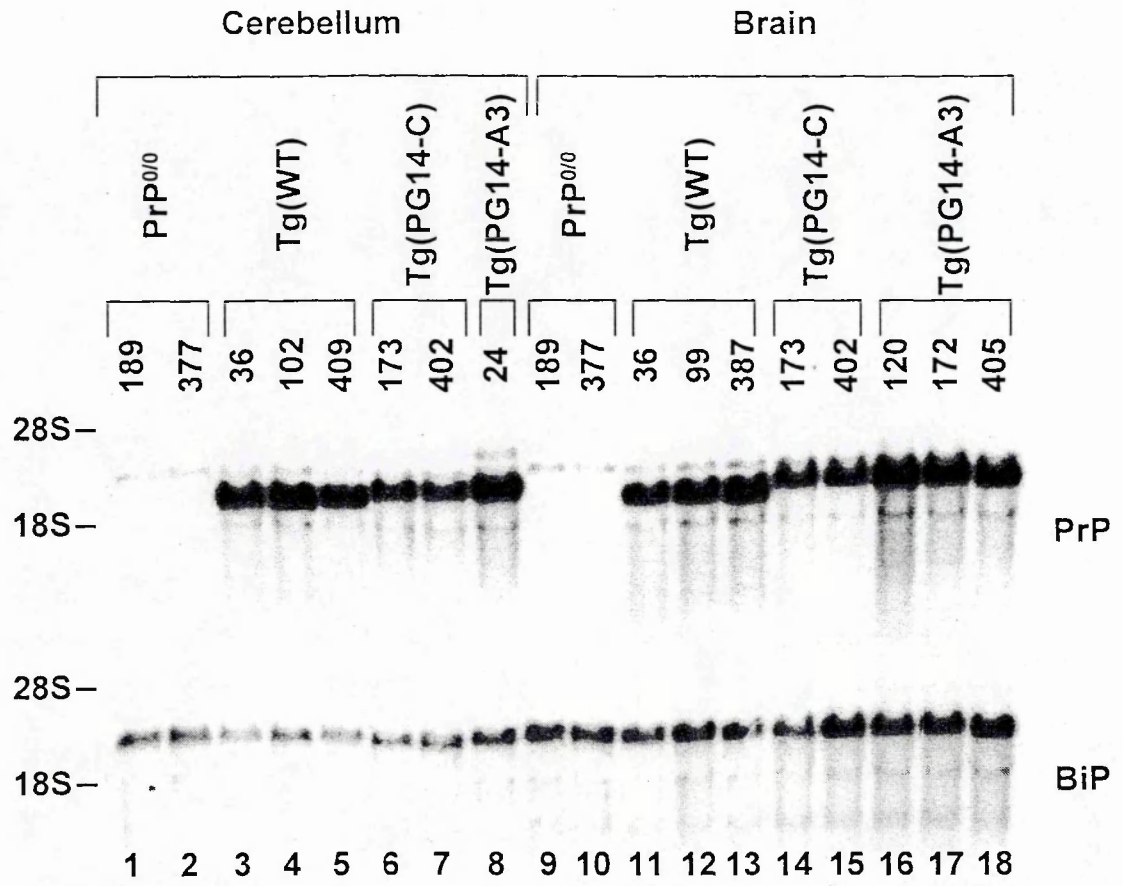 Cerebellum Brain
PrP0/0 Tg(WT) Tg(PG14-C) Tg(PG14-A3) PrP0/0 Tg(WT) Tg(PG14-C) Tg(PG14-A3)
189 377 36 102 409 173 402 24 189 377 36 99 387 173 402 120 172 405
28S–
18S–
PrP
28S–
18S–
BiP
1 2 3 4 5 6 7 8 9 10 11 12 13 14 15 16 17 18